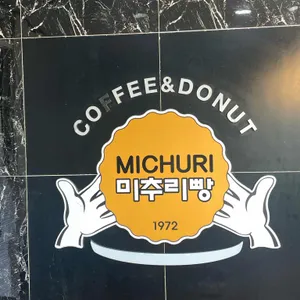 COFFEE&DONUT
MICHURI
미추리빵
1972